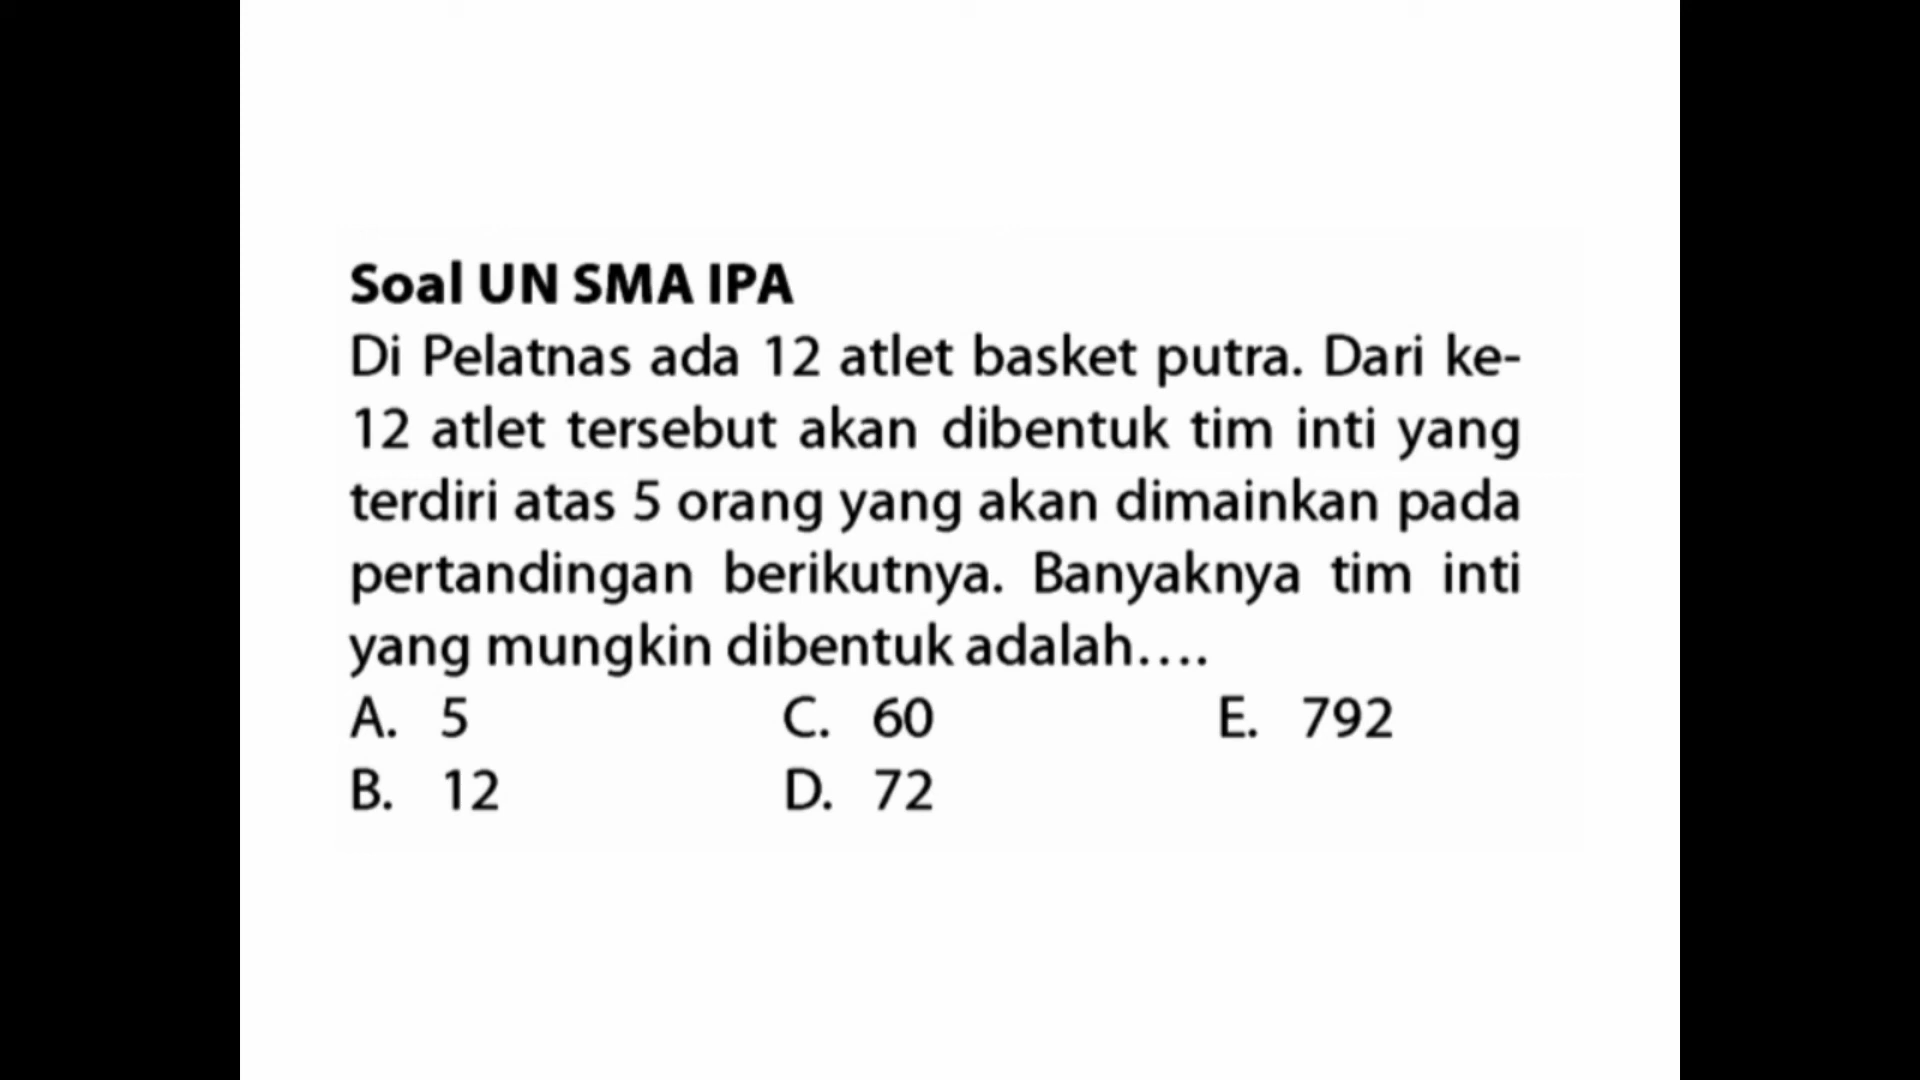 Soal UN SMA IPA
Di Pelatnas ada 12 atlet basket putra. Dari ke-
12 atlet tersebut akan dibentuk tim inti yang
terdiri atas 5 orang yang akan dimainkan pada
pertandingan berikutnya. Banyaknya tim inti
yang mungkin dibentuk adalah....
A. 5 C. 60 E. 792
B. 12 D. 72